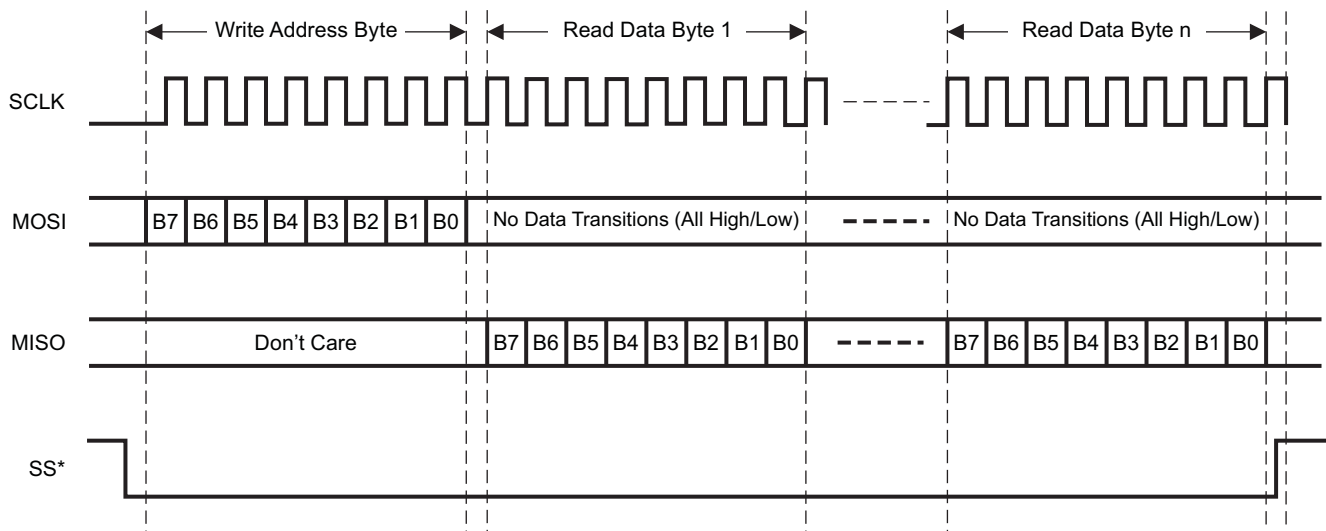 Write Address Byte Read Data Byte 1 Read Data Byte n
SCLK
MOSI B7 B6 B5 B4 B3 B2 B1 B0 No Data Transitions (All High/Low) No Data Transitions (All High/Low)
MISO Don't Care B7 B6 B5 B4 B3 B2 B1 B0 B7 B6 B5 B4 B3 B2 B1 B0
SS*